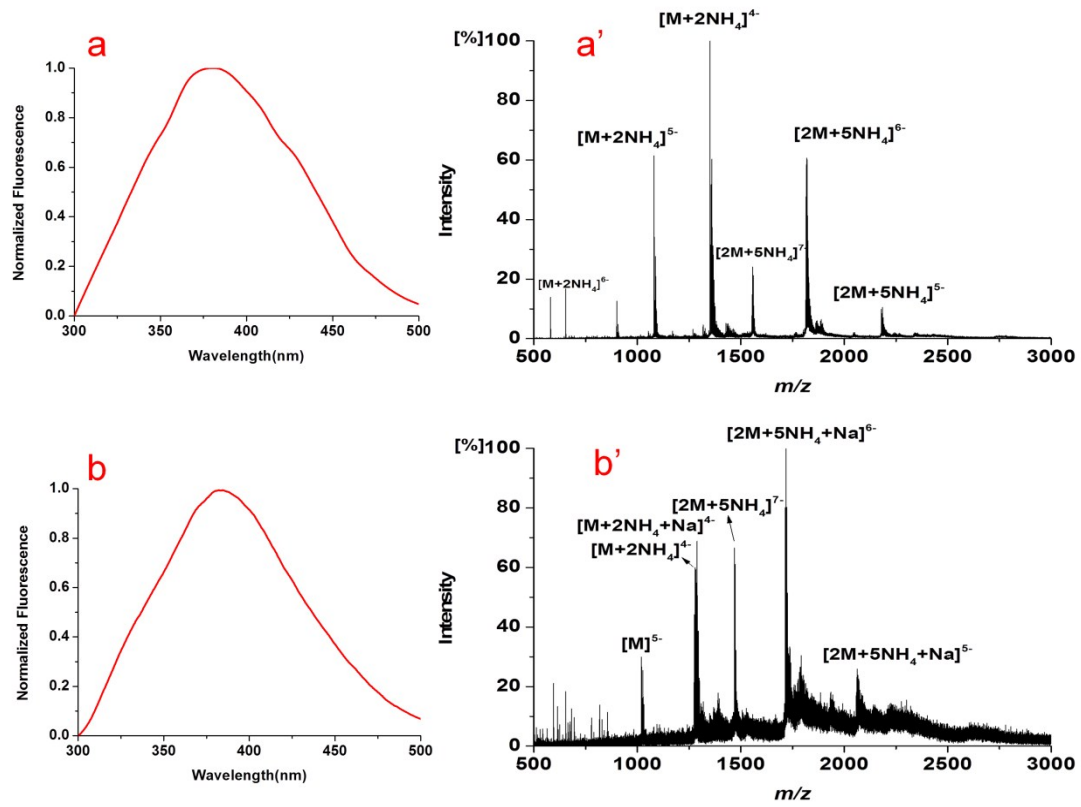 a
Normalized Fluorescence
1.0
0.8
0.6
0.4
0.2
0.0
300 350 400 450 500
Wavelength(nm)
a'
[%]100
80
60
40
20
0
Intensity
[M+2NH₄]⁴⁻
[M+2NH₄]⁵⁻
[2M+5NH₄]⁶⁻
[2M+5NH₄]⁷⁻
[M+2NH₄]⁶⁻
[2M+5NH₄]⁵⁻
500 1000 1500 2000 2500 3000
m/z
b
Normalized Fluorescence
1.0
0.8
0.6
0.4
0.2
0.0
300 350 400 450 500
Wavelength(nm)
b'
[%]100
80
60
40
20
0
Intensity
[2M+5NH₄+Na]⁶⁻
[2M+5NH₄]⁷⁻
[M+2NH₄+Na]⁴⁻
[M+2NH₄]⁴⁻
[M]⁵⁻
[2M+5NH₄+Na]⁵⁻
500 1000 1500 2000 2500 3000
m/z